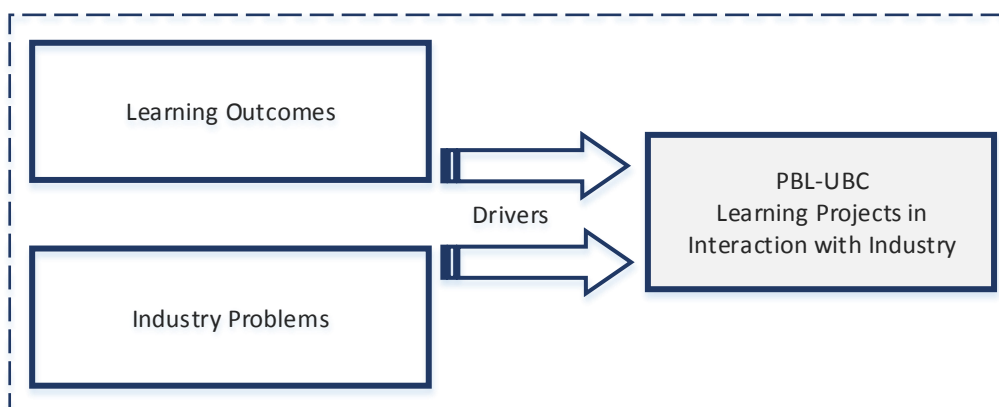 Learning Outcomes
Drivers
Industry Problems
PBL-UBC
Learning Projects in
Interaction with Industry